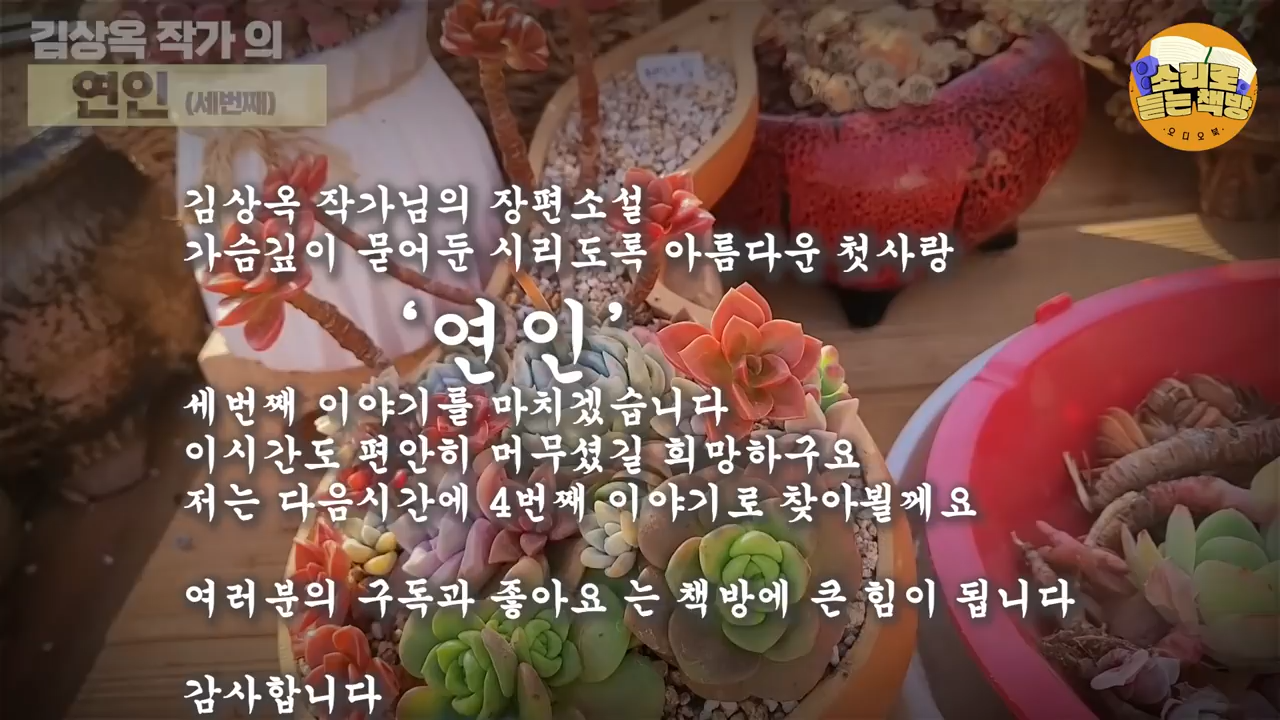 김상옥 작가 의
연인 (세번째)
소리로
듣는 책방
·오디오북·
김상옥 작가님의 장편소설
가슴깊이 묻어둔 시리도록 아름다운 첫사랑
‘연인’
세번째 이야기를 마치겠습니다
이시간도 편안히 머무셨길 희망하구요
저는 다음시간에 4번째 이야기로 찾아뵐께요
여러분의 구독과 좋아요 는 책방에 큰 힘이 됩니다
감사합니다